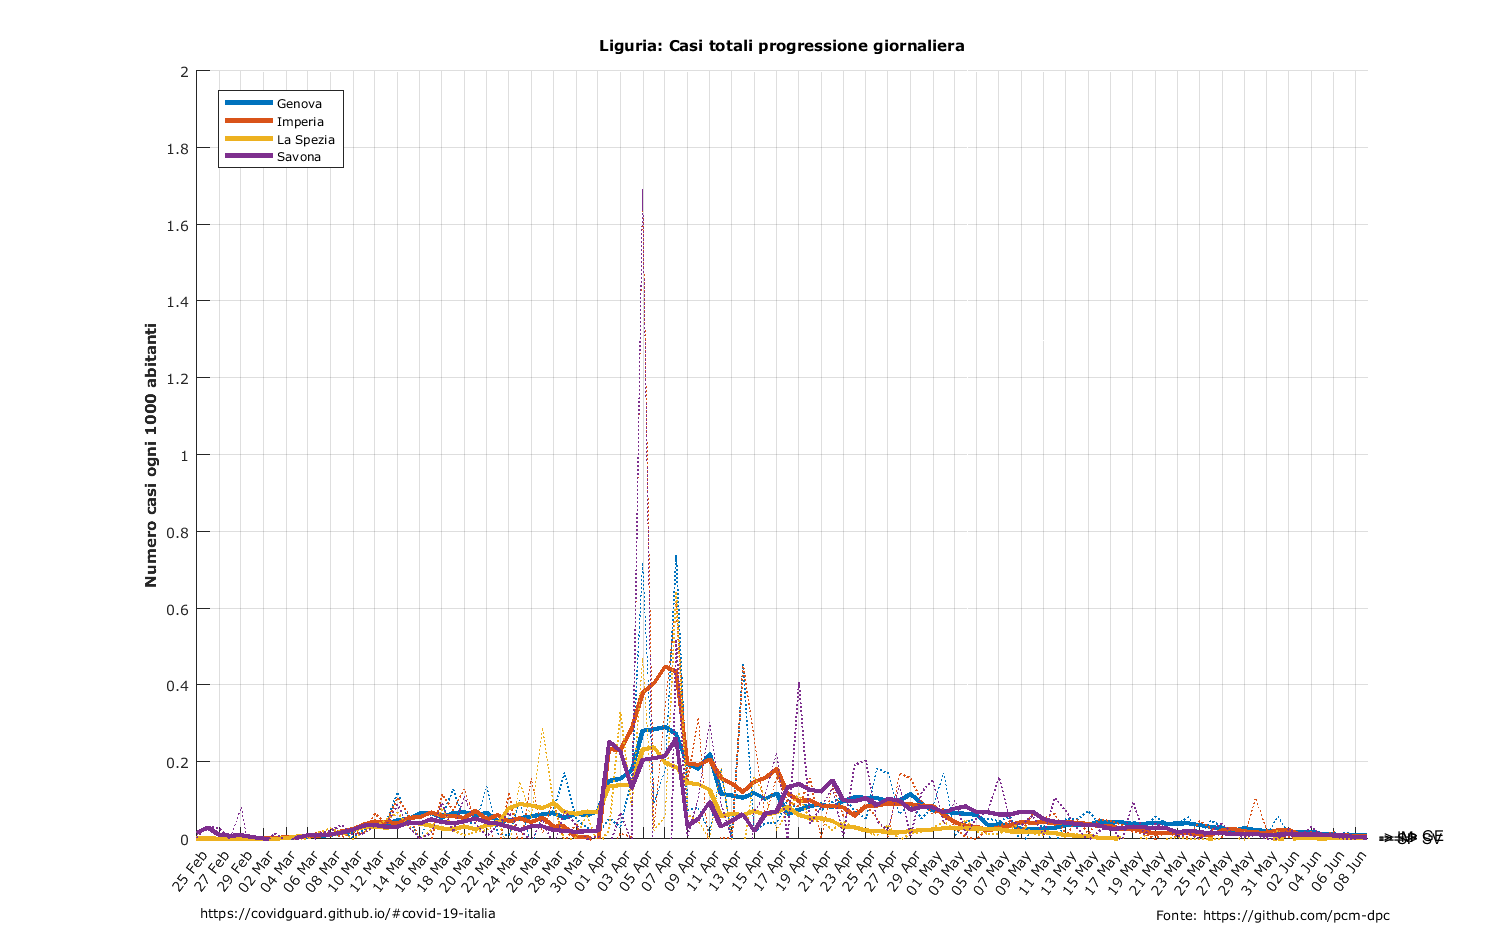 Liguria: Casi totali progressione giornaliera
Numero casi ogni 1000 abitanti
2
1.8
1.6
1.4
1.2
1
0.8
0.6
0.4
0.2
0
Genova
Imperia
La Spezia
Savona
25 Feb
27 Feb
29 Feb
02 Mar
04 Mar
06 Mar
08 Mar
10 Mar
12 Mar
14 Mar
16 Mar
18 Mar
20 Mar
22 Mar
24 Mar
26 Mar
28 Mar
30 Mar
01 Apr
03 Apr
05 Apr
07 Apr
09 Apr
11 Apr
13 Apr
15 Apr
17 Apr
19 Apr
21 Apr
23 Apr
25 Apr
27 Apr
29 Apr
01 May
03 May
05 May
07 May
09 May
11 May
13 May
15 May
17 May
19 May
21 May
23 May
25 May
27 May
29 May
31 May
02 Jun
04 Jun
06 Jun
08 Jun
https://covidguard.github.io/#covid-19-italia
Fonte: https://github.com/pcm-dpc